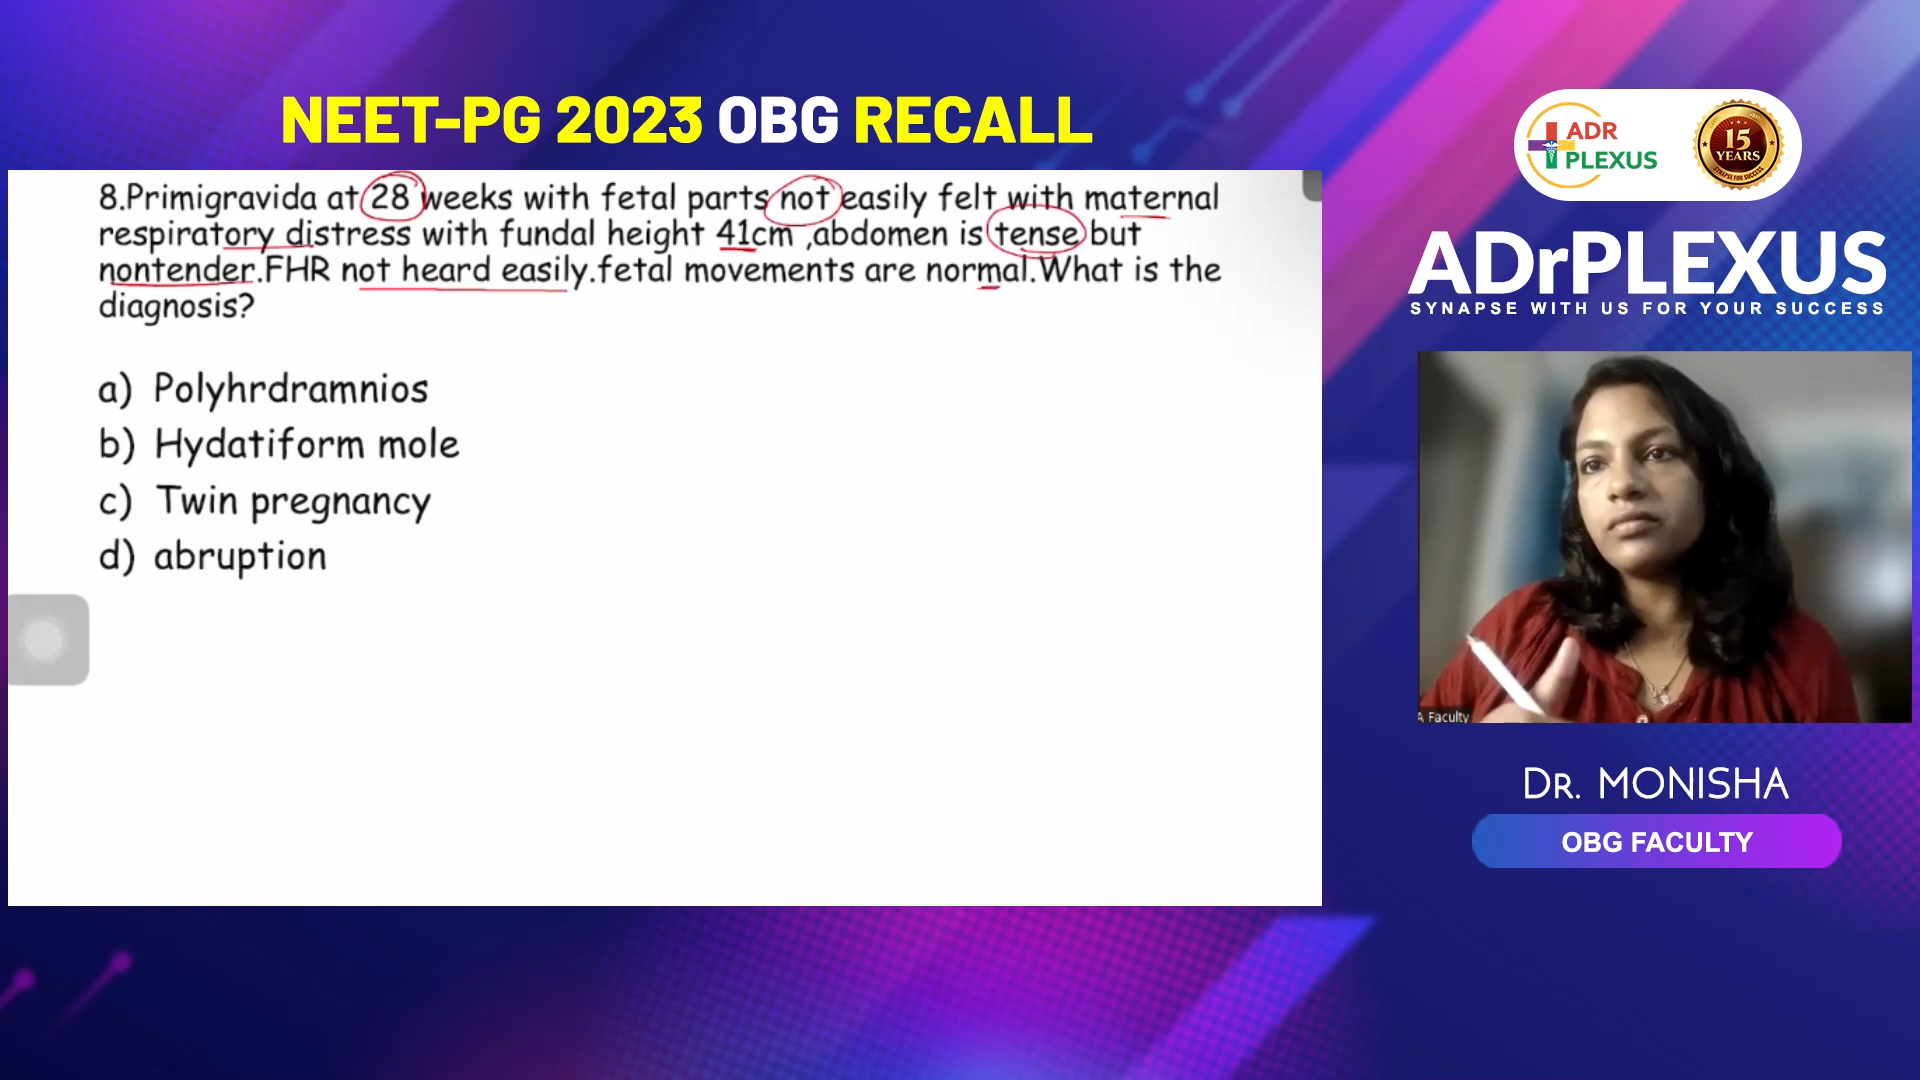 NEET-PG 2023 OBG RECALL
8.Primigravida at 28 weeks with fetal parts not easily felt with maternal
respiratory distress with fundal height 41cm ,abdomen is tense but
nontender.FHR not heard easily.fetal movements are normal.What is the
diagnosis?
a) Polyhrdramnios
b) Hydatiform mole
c) Twin pregnancy
d) abruption
ADR
PLEXUS
15
YEARS
SYNAPSE FOR SUCCESS
ADrPLEXUS
SYNAPSE WITH US FOR YOUR SUCCESS
A Faculty
DR. MONISHA
OBG FACULTY